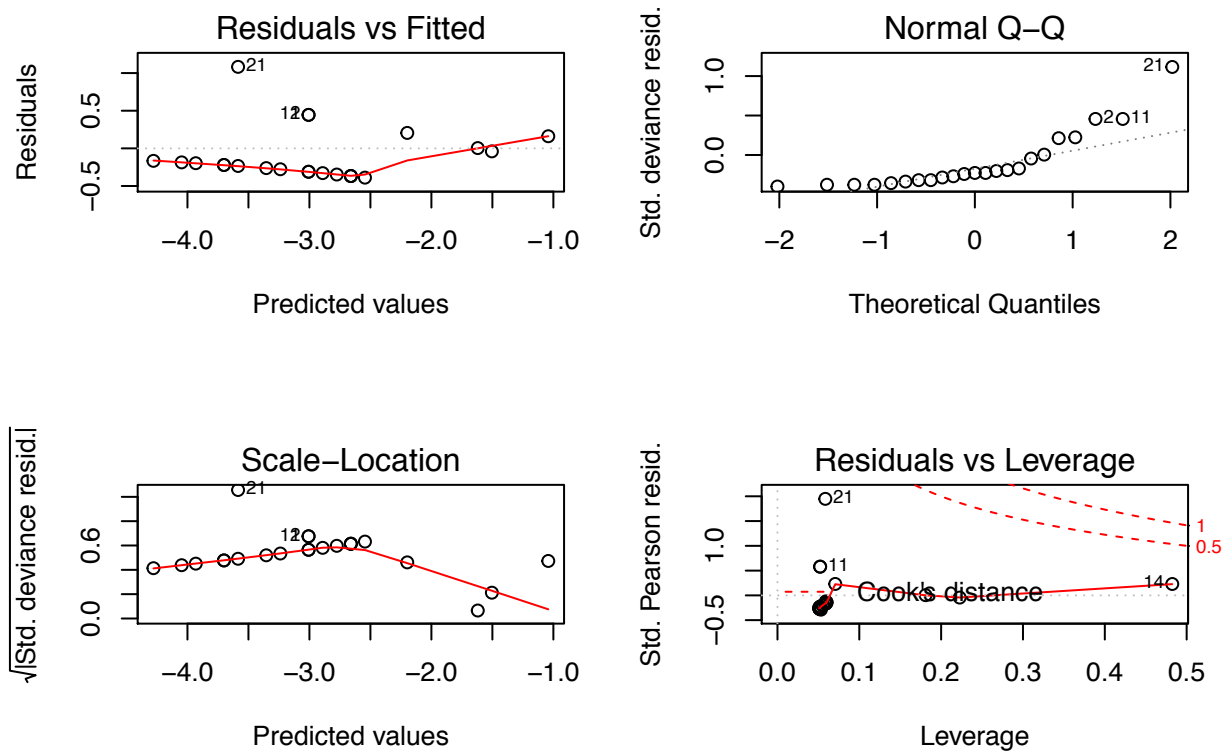 Residuals vs Fitted
Residuals
0.5
−0.5
21
−4.0 −3.0 −2.0 −1.0
Predicted values
Normal Q−Q
Std. deviance resid.
1.0
0.0
21
2
11
−2 −1 0 1 2
Theoretical Quantiles
Scale−Location
√|Std. deviance resid.|
0.6
0.0
21
−4.0 −3.0 −2.0 −1.0
Predicted values
Residuals vs Leverage
Std. Pearson resid.
1.0
−0.5
21
11
14
1
0.5
Cook's distance
0.0 0.1 0.2 0.3 0.4 0.5
Leverage